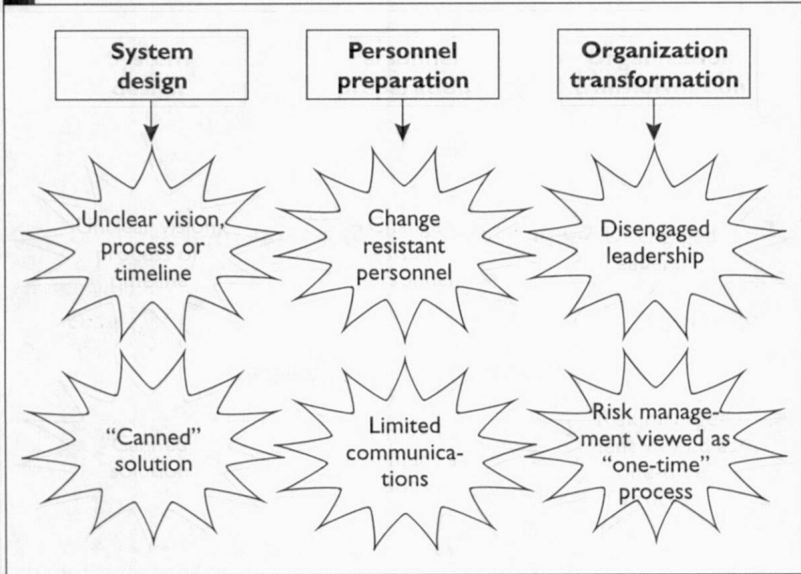 System
design
Personnel
preparation
Organization
transformation
Unclear vision,
process or
timeline
Change
resistant
personnel
Disengaged
leadership
“Canned”
solution
Limited
communica-
tions
Risk manage-
ment viewed as
“one-time”
process